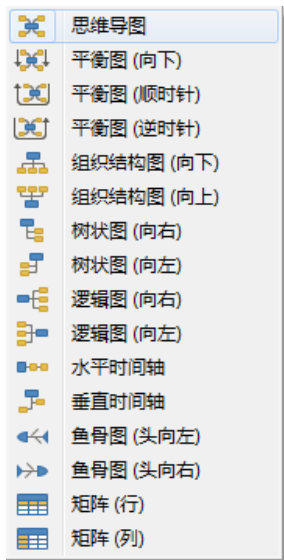 思维导图
平衡图 (向下)
平衡图 (顺时针)
平衡图 (逆时针)
组织结构图 (向下)
组织结构图 (向上)
树状图 (向右)
树状图 (向左)
逻辑图 (向右)
逻辑图 (向左)
水平时间轴
垂直时间轴
鱼骨图 (头向左)
鱼骨图 (头向右)
矩阵 (行)
矩阵 (列)